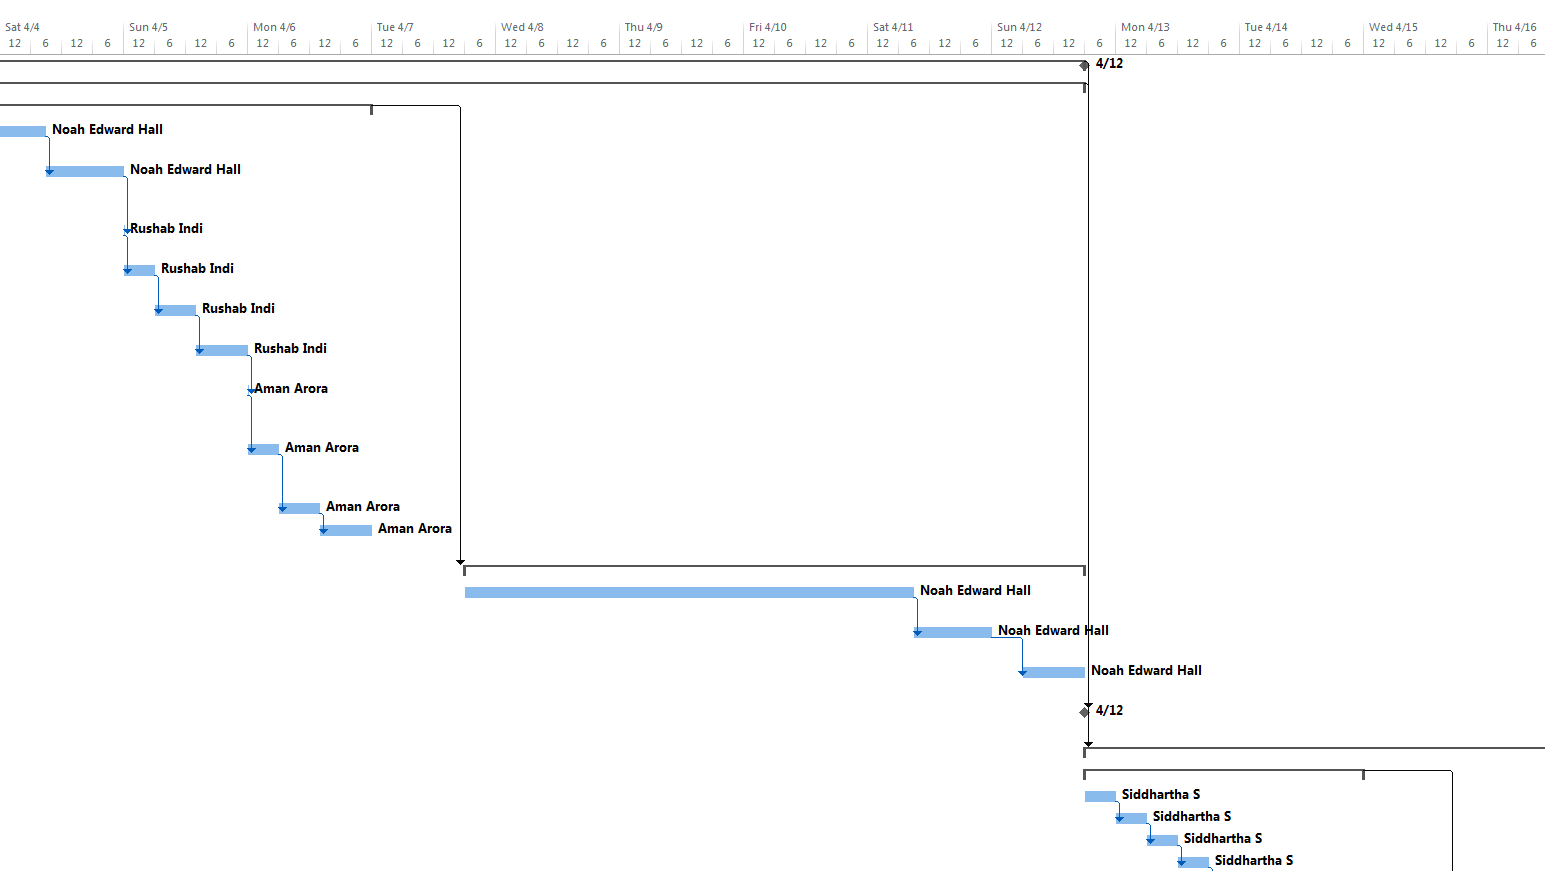 Sat 4/4 Sun 4/5 Mon 4/6 Tue 4/7 Wed 4/8 Thu 4/9 Fri 4/10 Sat 4/11 Sun 4/12 Mon 4/13 Tue 4/14 Wed 4/15 Thu 4/16
12 6 12 6 12 6 12 6 12 6 12 6 12 6 12 6 12 6 12 6 12 6 12 6 12 6 12 6 12 6 12 6 12 6 12 6 12 6 12 6 12 6 12 6 12 6 12 6 12 6
4/12
Noah Edward Hall
Noah Edward Hall
Rushab Indi
Rushab Indi
Rushab Indi
Rushab Indi
Aman Arora
Aman Arora
Aman Arora
Aman Arora
Noah Edward Hall
Noah Edward Hall
Noah Edward Hall
4/12
Siddhartha S
Siddhartha S
Siddhartha S
Siddhartha S